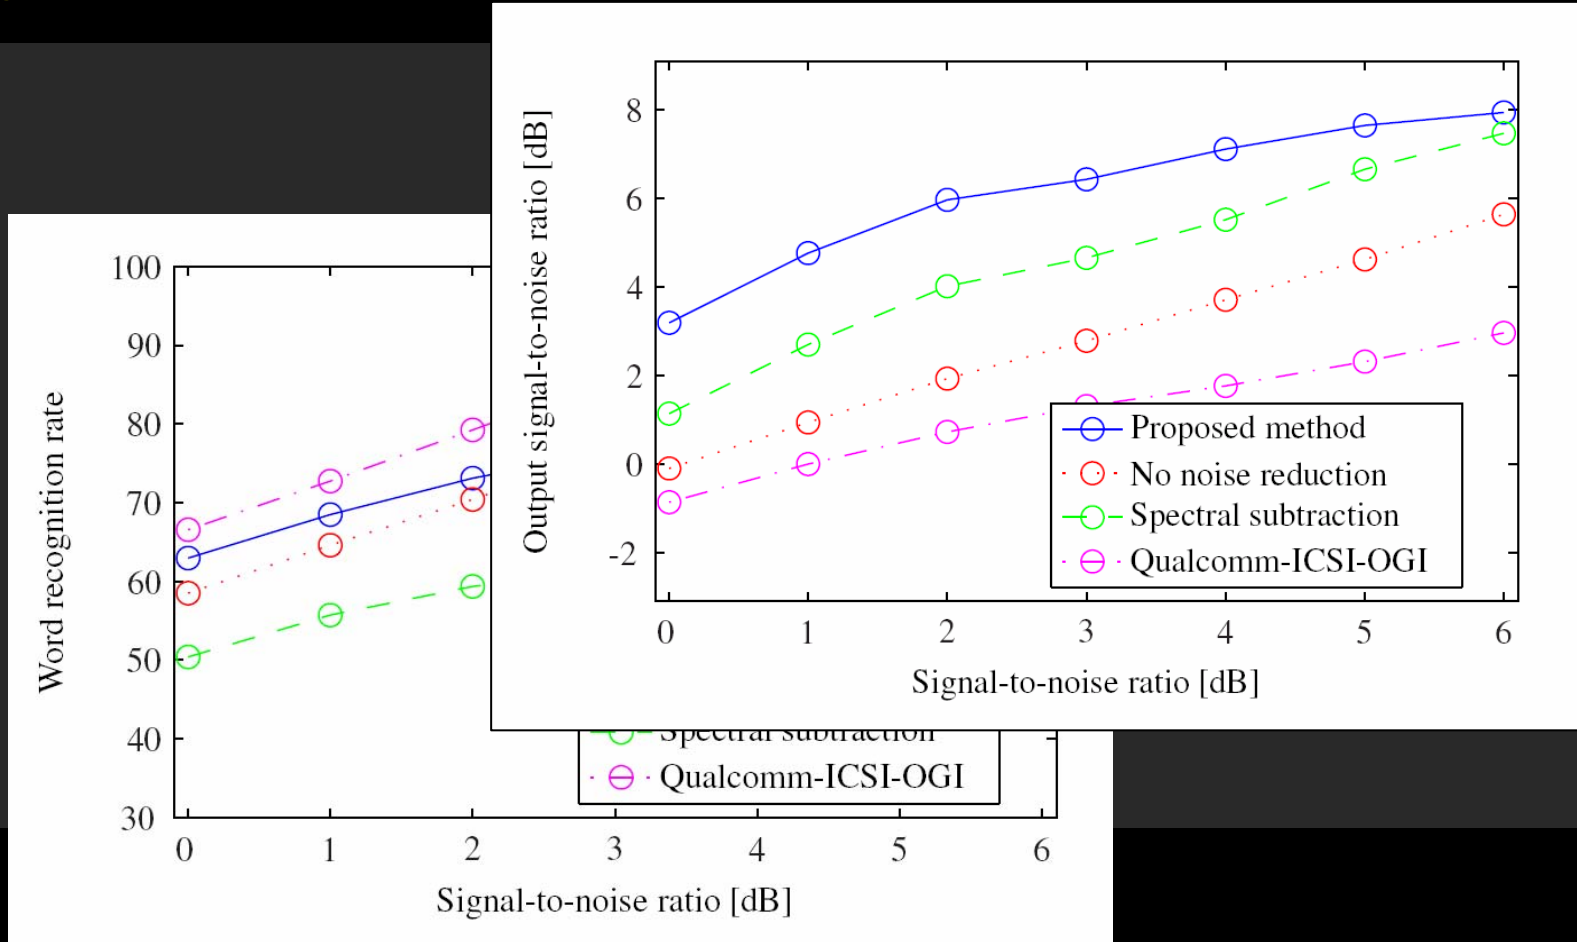 Output signal-to-noise ratio [dB]
8
6
4
2
0
-2
Proposed method
No noise reduction
Spectral subtraction
Qualcomm-ICSI-OGI
0 1 2 3 4 5 6
Signal-to-noise ratio [dB]
Word recognition rate
100
90
80
70
60
50
40
30
Spectral subtraction
Qualcomm-ICSI-OGI
0 1 2 3 4 5 6
Signal-to-noise ratio [dB]